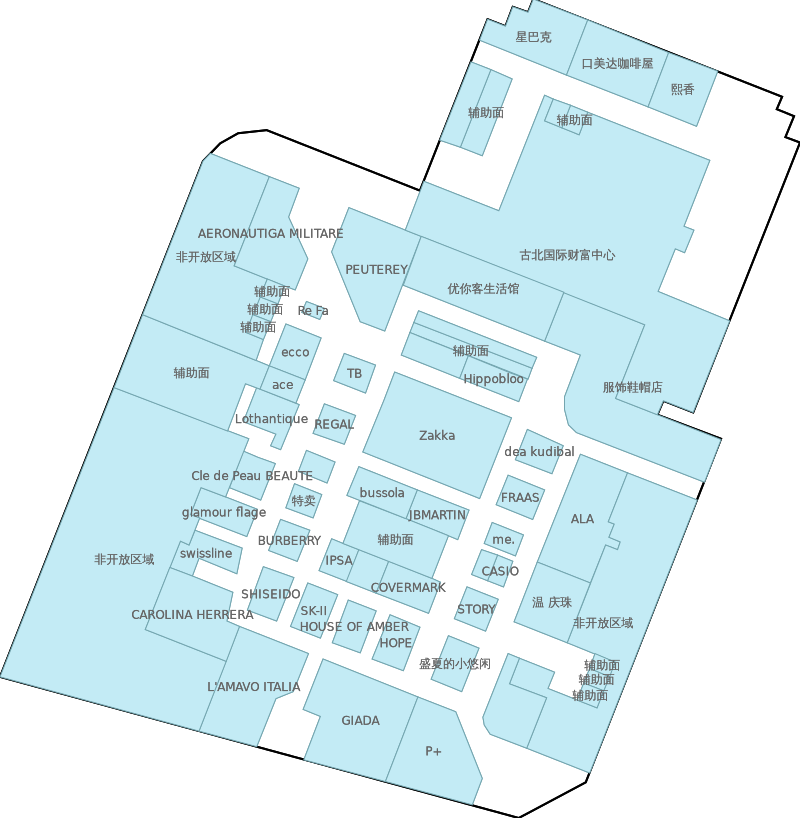 星巴克
口美达咖啡屋
熙香
辅助面
辅助面
AERONAUTIGA MILITARE
非开放区域
PEUTEREY
古北国际财富中心
优你客生活馆
辅助面
辅助面
辅助面
Re Fa
ecco
辅助面
Hippobloo
辅助面
TB
ace
服饰鞋帽店
Lothantique
REGAL
Zakka
dea kudibal
Cle de Peau BEAUTE
bussola
特卖
FRAAS
glamour flage
JBMARTIN
ALA
BURBERRY
辅助面
me.
swissline
非开放区域
IPSA
CASIO
COVERMARK
SHISEIDO
CAROLINA HERRERA
SK-II
STORY
温 庆珠
HOUSE OF AMBER
非开放区域
HOPE
盛夏的小悠闲
辅助面
辅助面
辅助面
L'AMAVO ITALIA
GIADA
P+